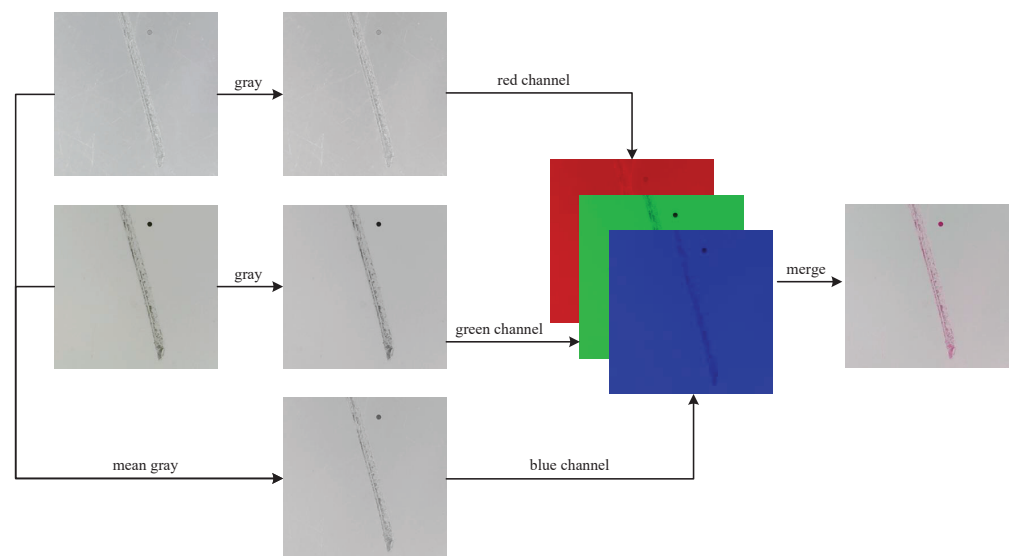 gray
red channel
gray
green channel
merge
mean gray
blue channel